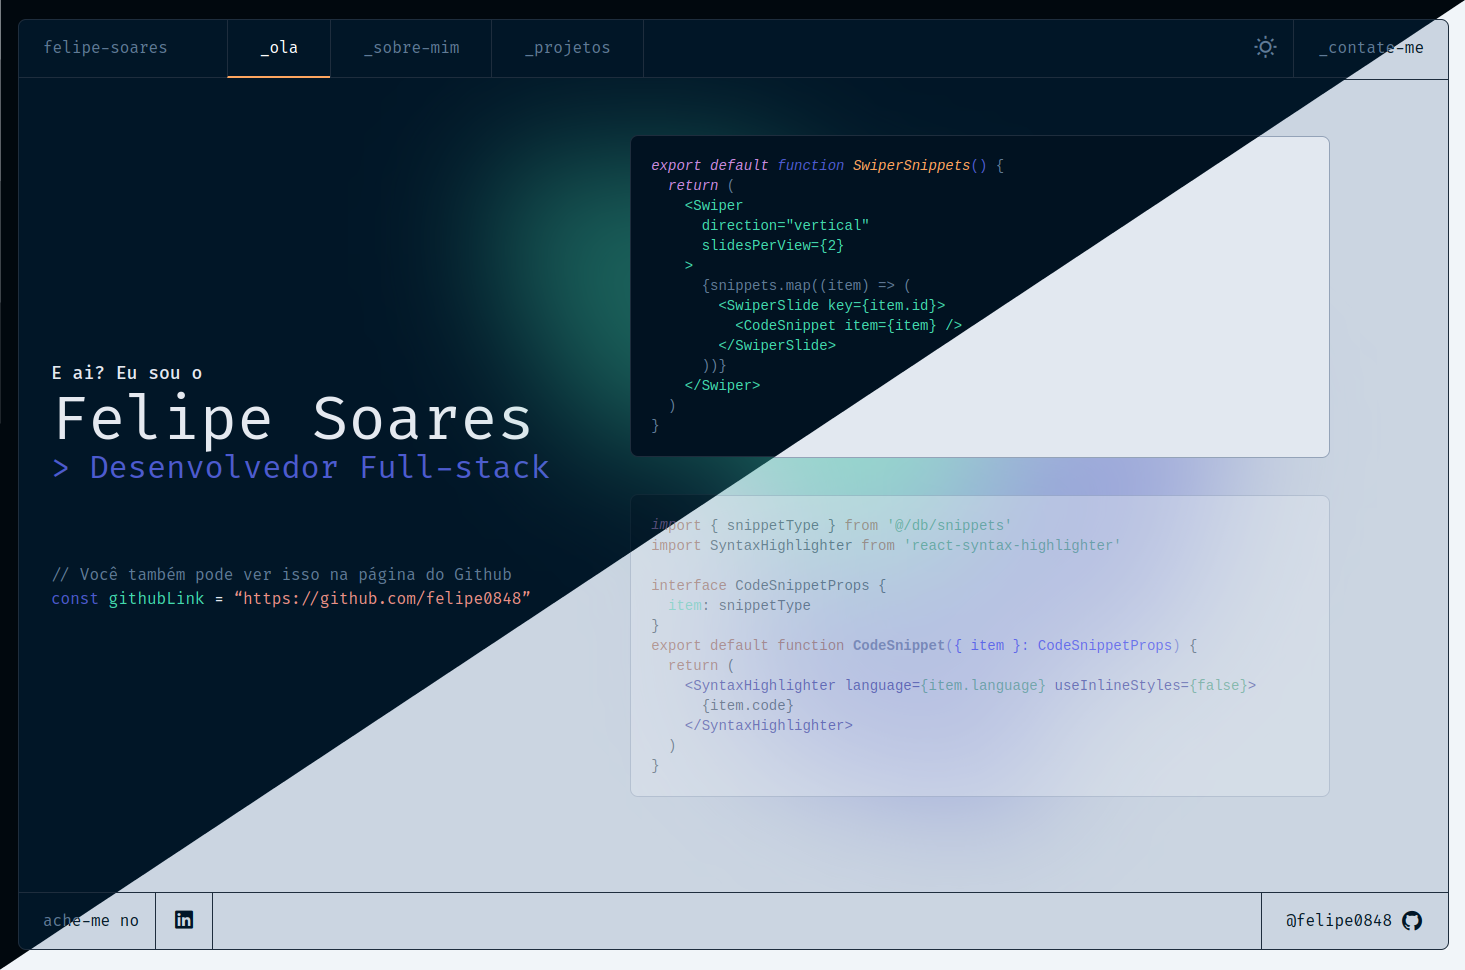 felipe-soares
_ola
_sobre-mim
_projetos
_contate-me
E ai? Eu sou o
Felipe Soares
> Desenvolvedor Full-stack
// Você também pode ver isso na página do Github
const githubLink = “https://github.com/felipe0848”
export default function SwiperSnippets() {
  return (
    <Swiper
      direction="vertical"
      slidesPerView={2}
    >
      {snippets.map((item) => (
        <SwiperSlide key={item.id}>
          <CodeSnippet item={item} />
        </SwiperSlide>
      ))}
    </Swiper>
  )
}
import { snippetType } from '@/db/snippets'
import SyntaxHighlighter from 'react-syntax-highlighter'

interface CodeSnippetProps {
  item: snippetType
}
export default function CodeSnippet({ item }: CodeSnippetProps) {
  return (
    <SyntaxHighlighter language={item.language} useInlineStyles={false}>
      {item.code}
    </SyntaxHighlighter>
  )
}
ache-me no
in
@felipe0848